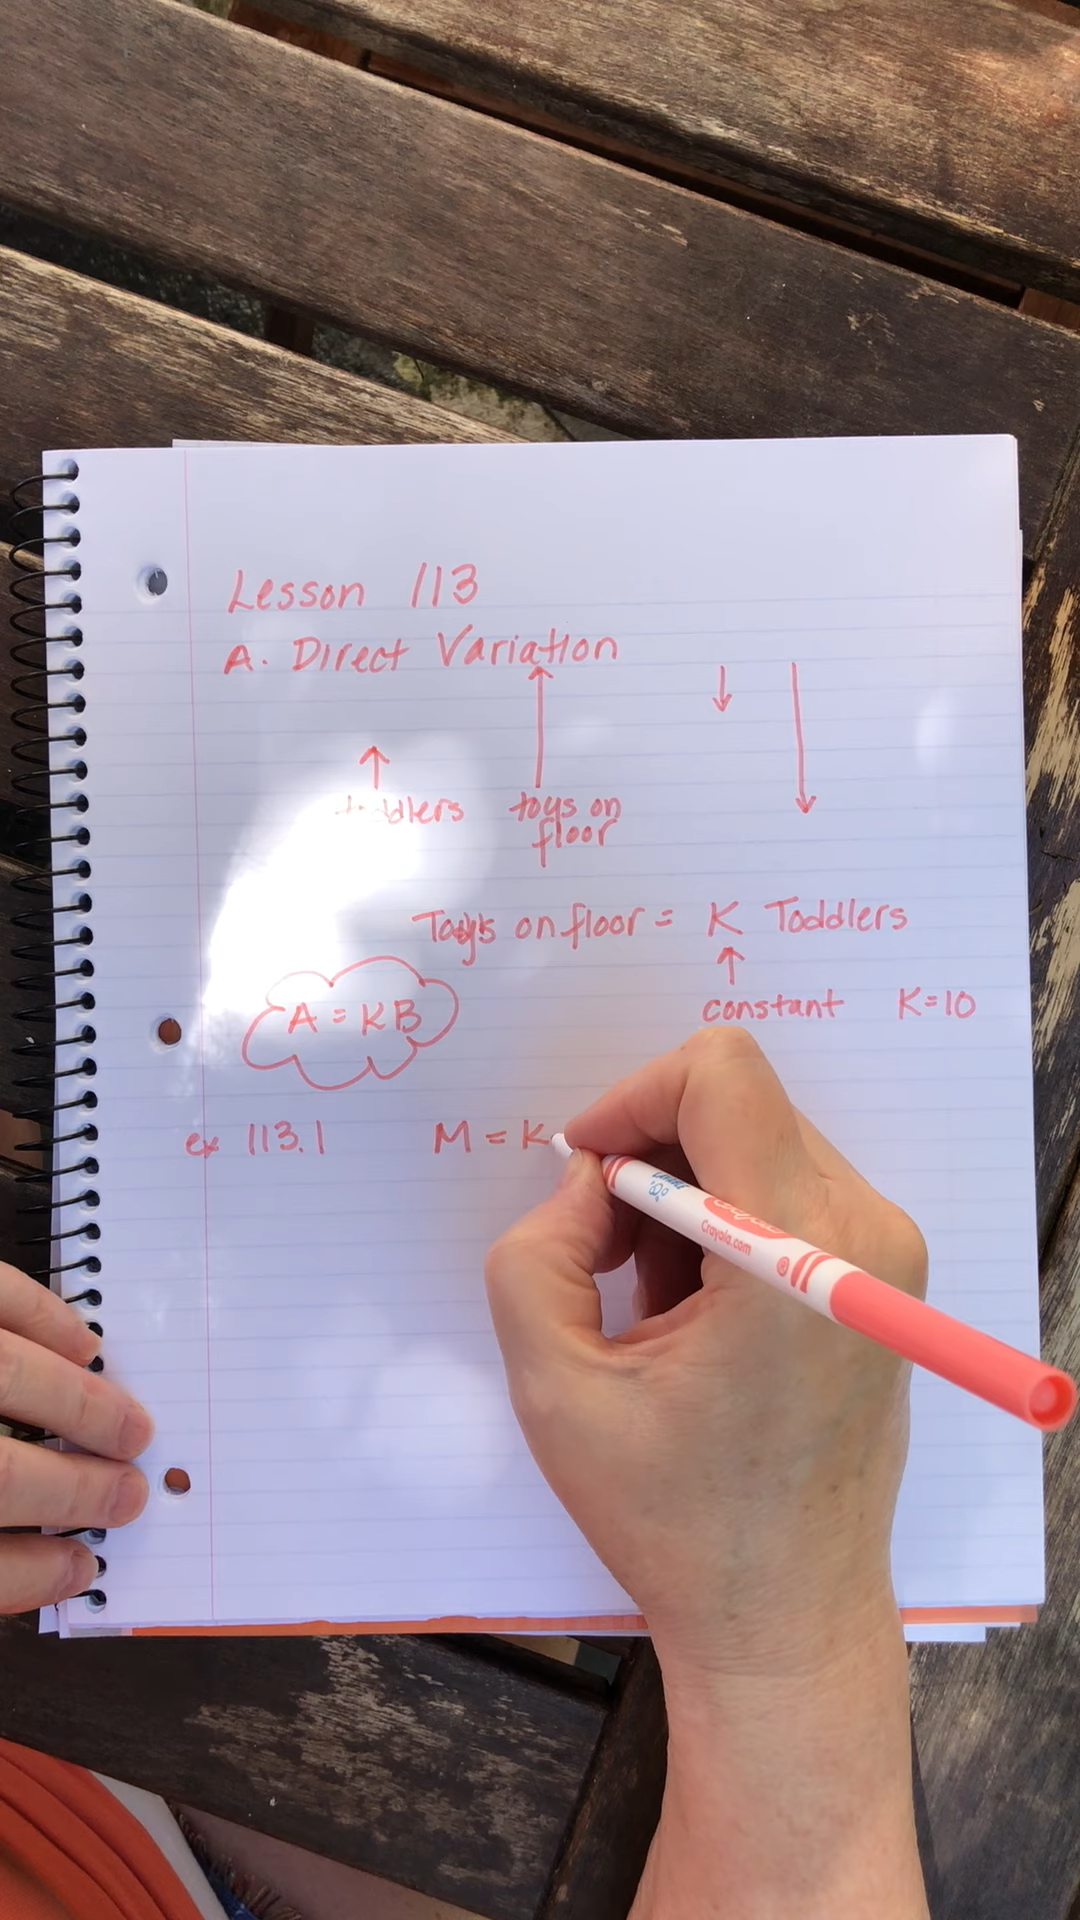 Lesson 113
A. Direct Variation
toddlers toys on
floor
Toys on floor = K Toddlers
constant K=10
A = KB
ex 113.1 M = K
Crayola.com